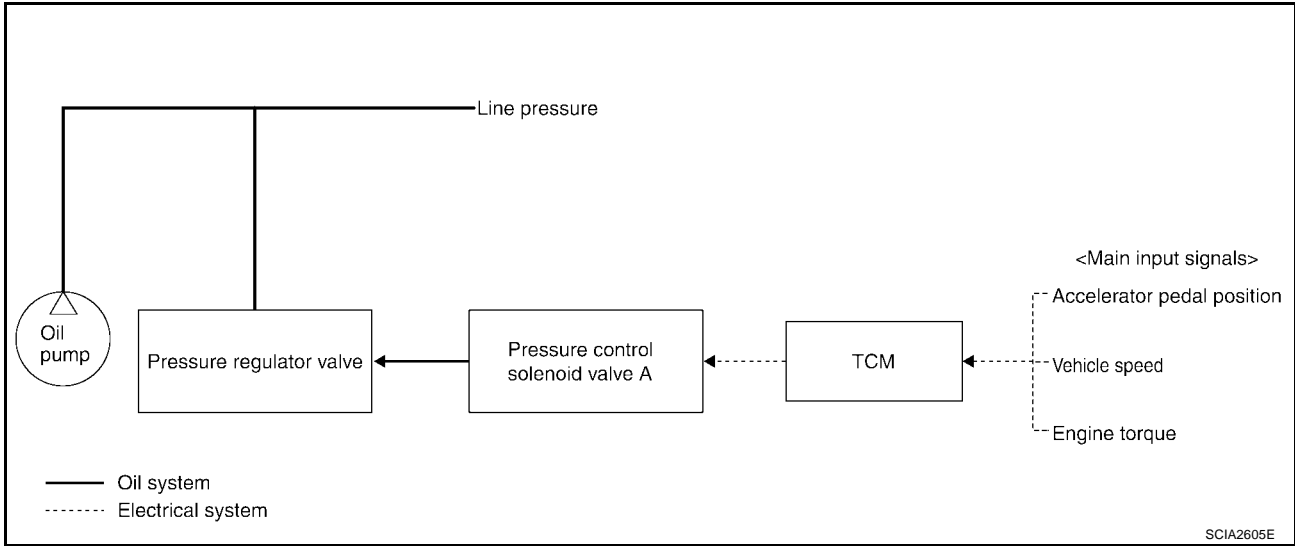 Line pressure
<Main input signals>
Accelerator pedal position
Oil
pump
Pressure regulator valve
Pressure control
solenoid valve A
TCM
Vehicle speed
Engine torque
Oil system
Electrical system
SCIA2605E